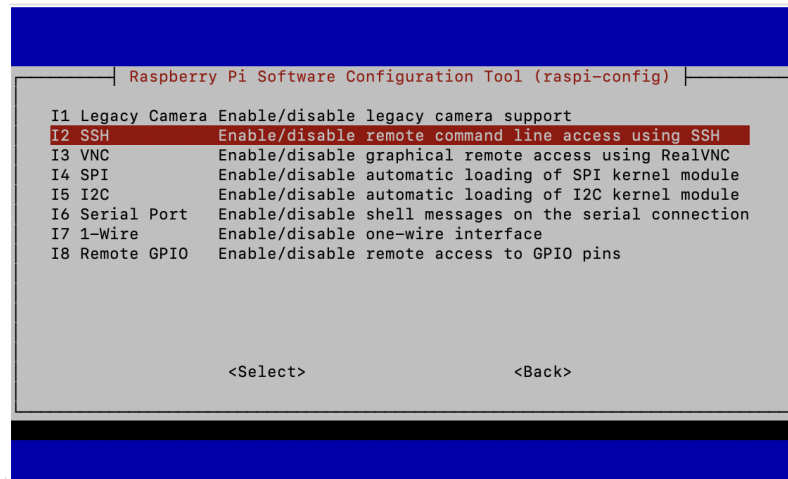 Raspberry Pi Software Configuration Tool (raspi-config)
I1 Legacy Camera Enable/disable legacy camera support
I2 SSH Enable/disable remote command line access using SSH
I3 VNC Enable/disable graphical remote access using RealVNC
I4 SPI Enable/disable automatic loading of SPI kernel module
I5 I2C Enable/disable automatic loading of I2C kernel module
I6 Serial Port Enable/disable shell messages on the serial connection
I7 1-Wire Enable/disable one-wire interface
I8 Remote GPIO Enable/disable remote access to GPIO pins
<Select> <Back>